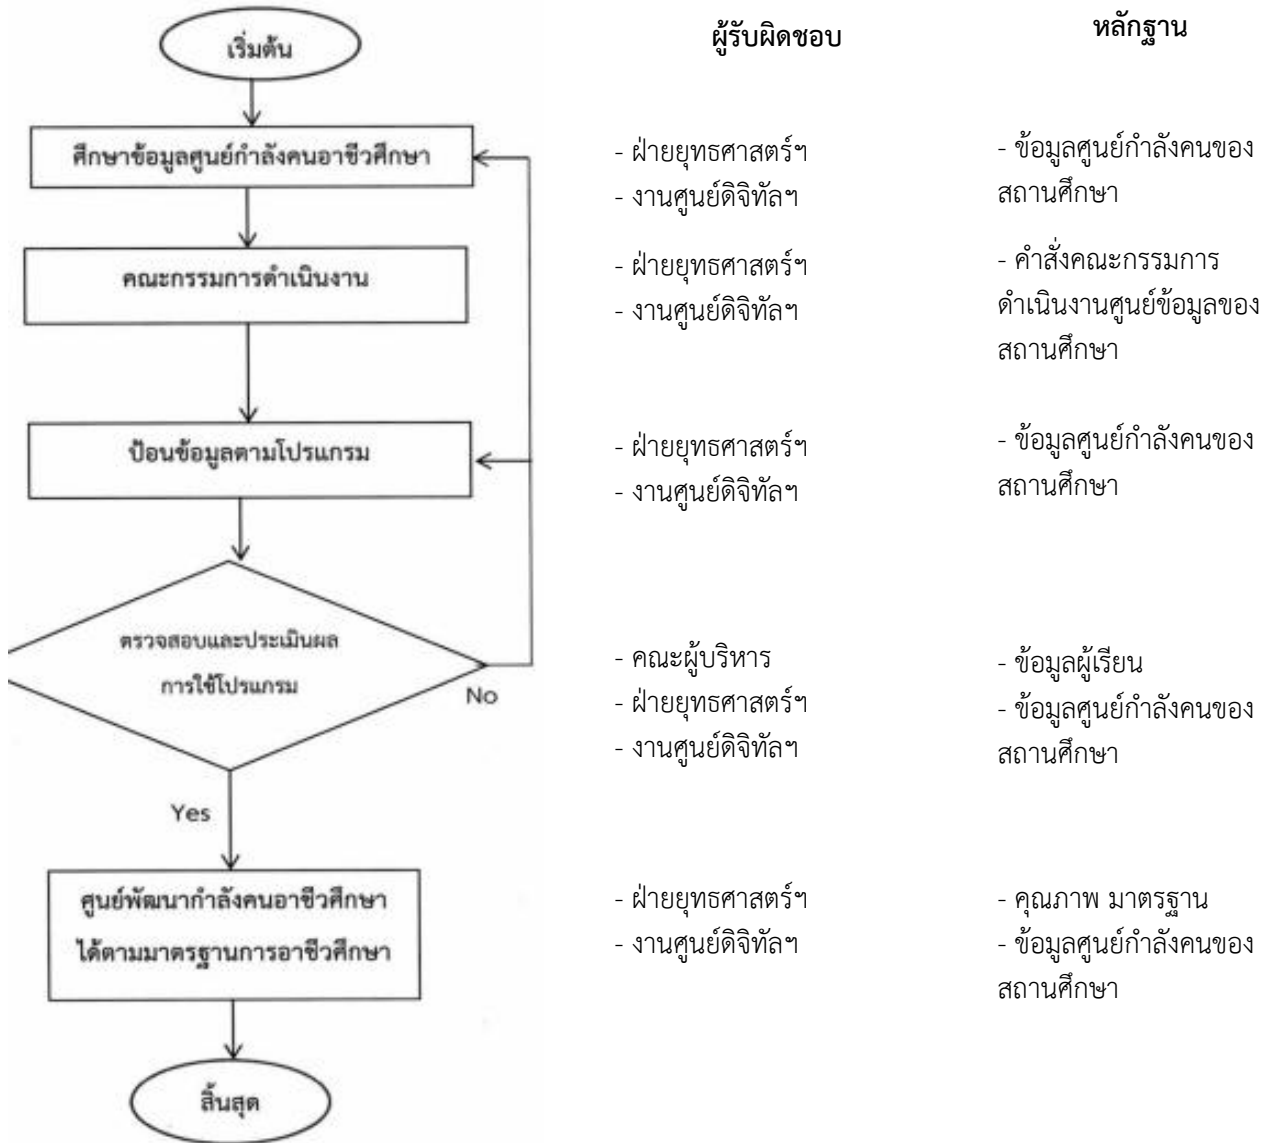 เริ่มต้น
ผู้รับผิดชอบ
หลักฐาน
ศึกษาข้อมูลศูนย์กำลังคนอาชีวศึกษา
- ฝ่ายยุทธศาสตร์ฯ
- งานศูนย์ดิจิทัลฯ
- ข้อมูลศูนย์กำลังคนของ
สถานศึกษา
คณะกรรมการดำเนินงาน
- ฝ่ายยุทธศาสตร์ฯ
- งานศูนย์ดิจิทัลฯ
- คำสั่งคณะกรรมการ
ดำเนินงานศูนย์ข้อมูลของ
สถานศึกษา
ป้อนข้อมูลตามโปรแกรม
- ฝ่ายยุทธศาสตร์ฯ
- งานศูนย์ดิจิทัลฯ
- ข้อมูลศูนย์กำลังคนของ
สถานศึกษา
ตรวจสอบและประเมินผล
การใช้โปรแกรม
No
- คณะผู้บริหาร
- ฝ่ายยุทธศาสตร์ฯ
- งานศูนย์ดิจิทัลฯ
- ข้อมูลผู้เรียน
- ข้อมูลศูนย์กำลังคนของ
สถานศึกษา
Yes
ศูนย์พัฒนากำลังคนอาชีวศึกษา
ได้ตามมาตรฐานการอาชีวศึกษา
- ฝ่ายยุทธศาสตร์ฯ
- งานศูนย์ดิจิทัลฯ
- คุณภาพ มาตรฐาน
- ข้อมูลศูนย์กำลังคนของ
สถานศึกษา
สิ้นสุด